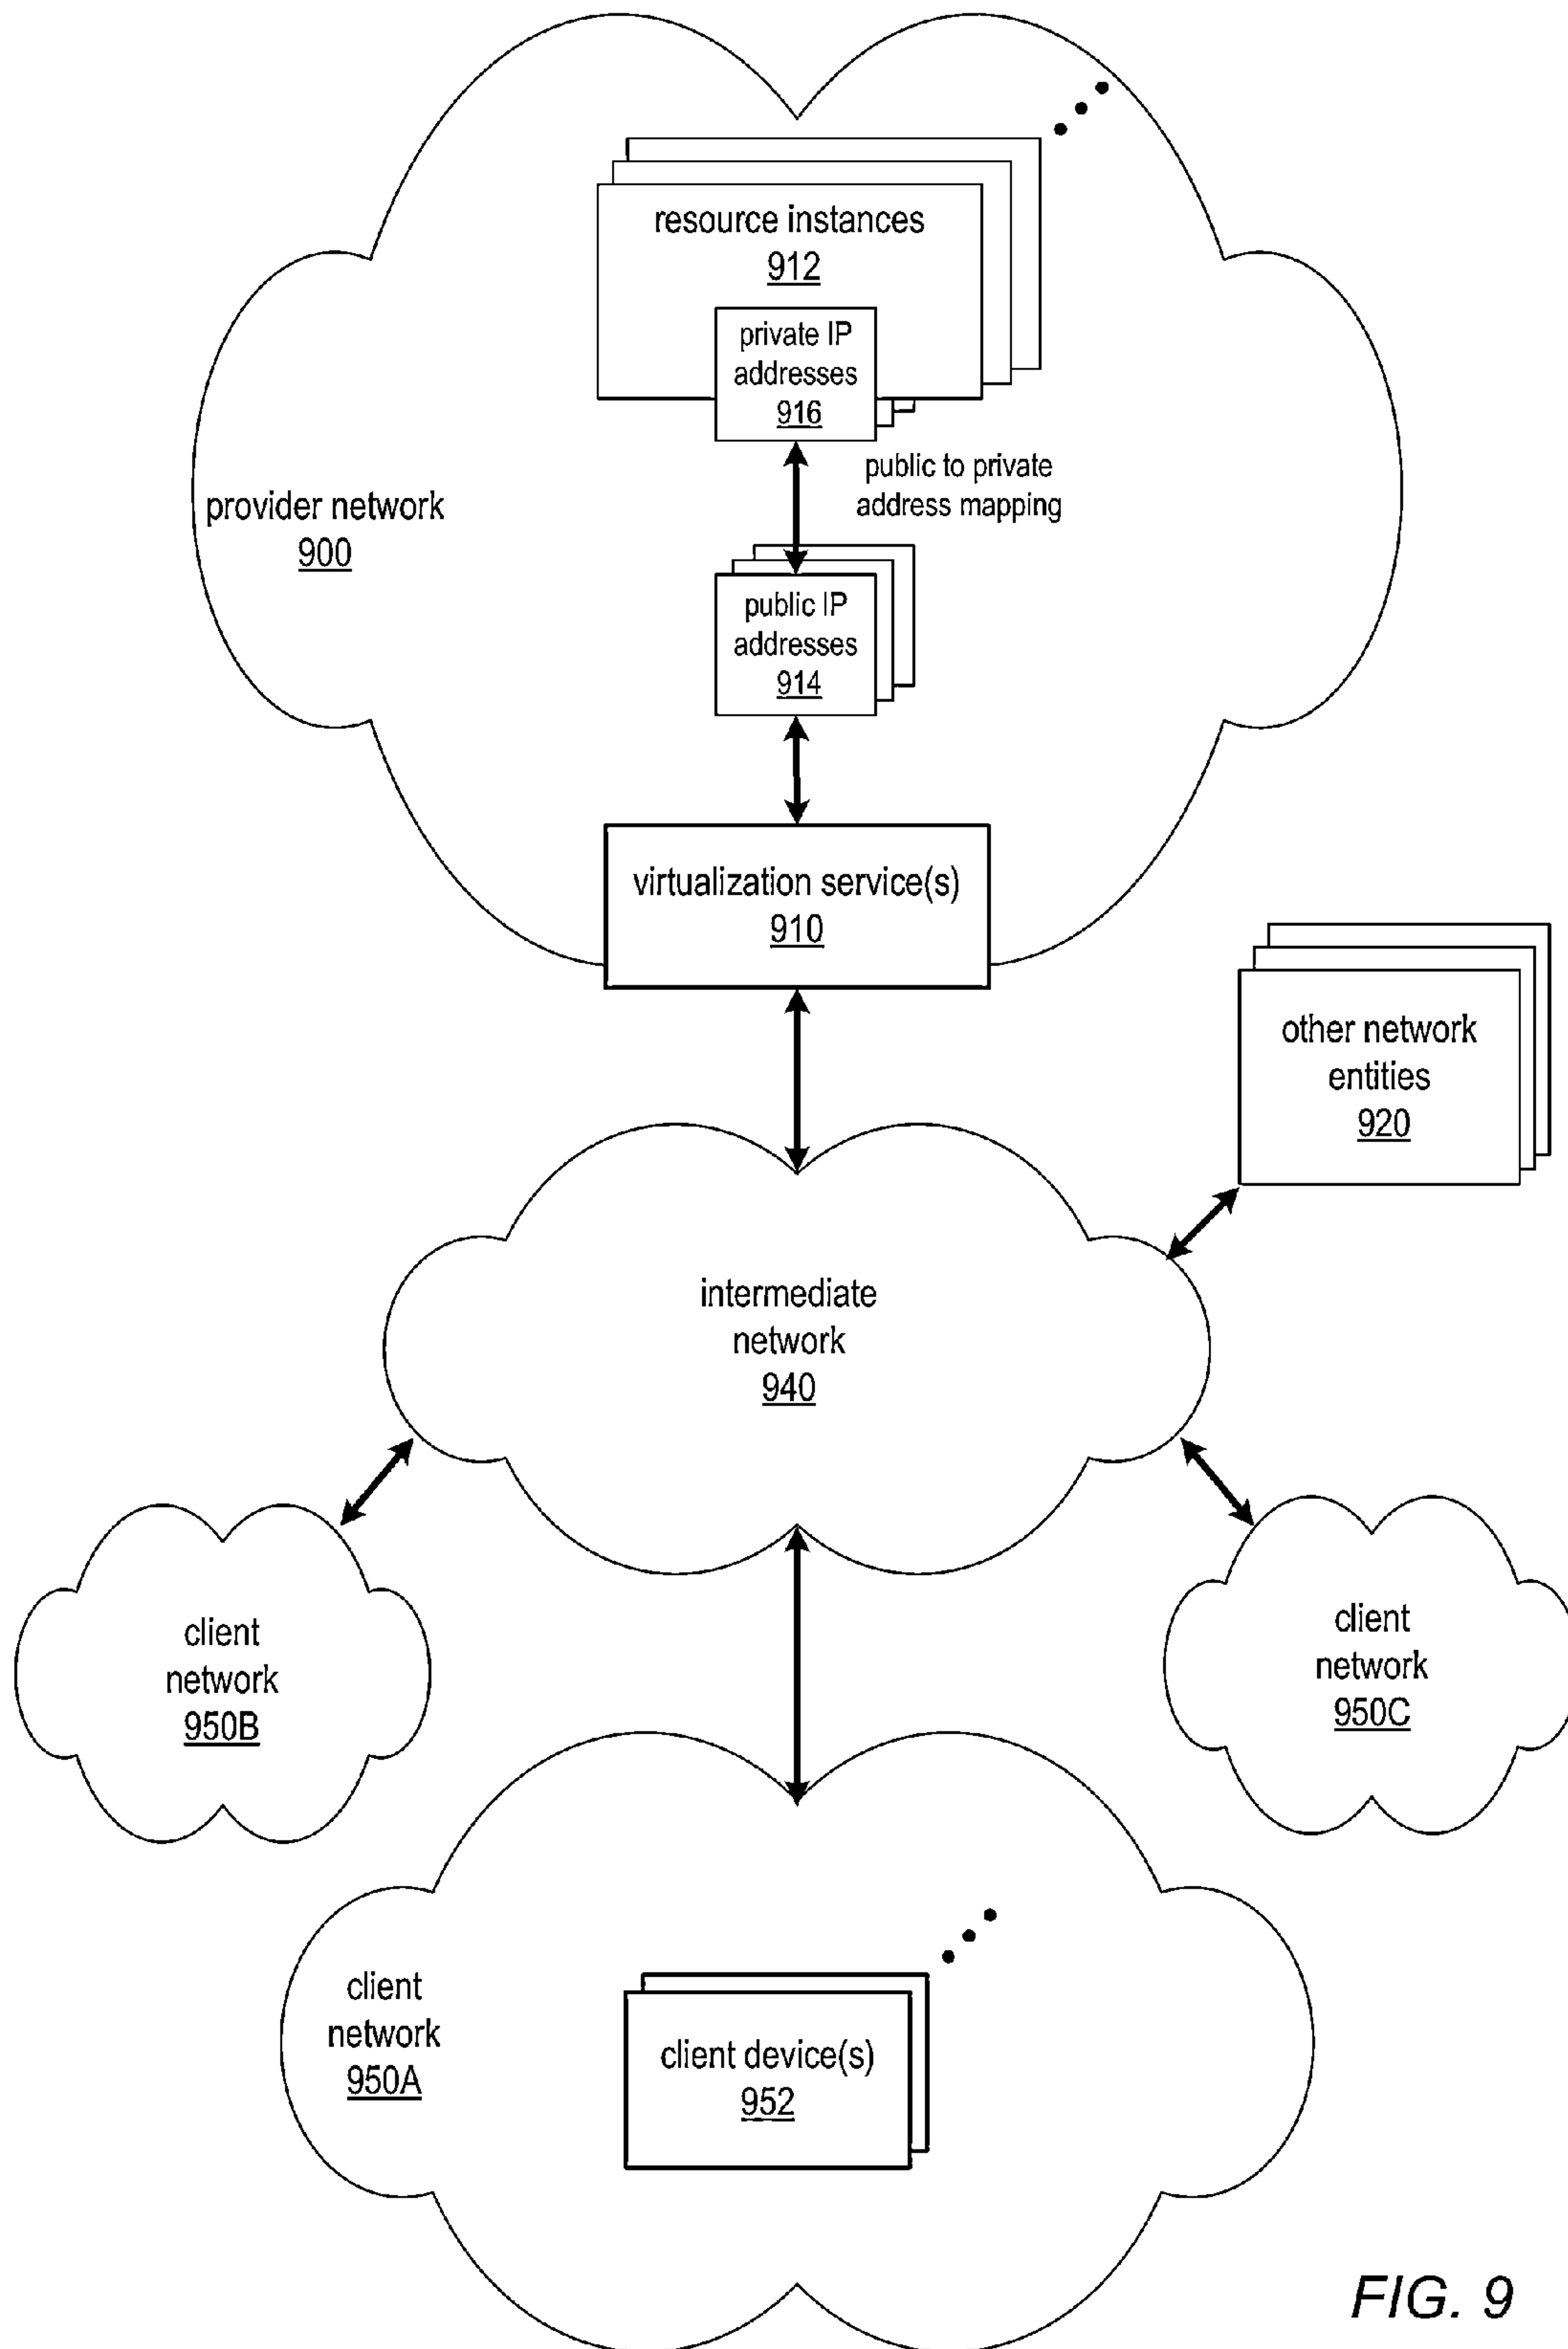 resource instances
912
private IP
addresses
916
public to private
address mapping
provider network
900
public IP
addresses
914
virtualization service(s)
910
other network
entities
920
intermediate
network
940
client
network
950B
client
network
950C
client
network
950A
client device(s)
952
FIG. 9